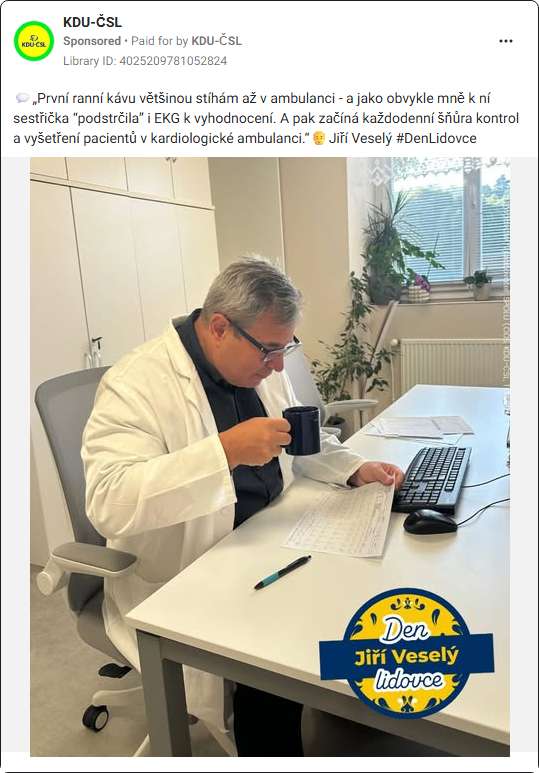 KDU-ČSL
Sponsored • Paid for by KDU-ČSL
Library ID: 4025209781052824
💬 „První ranní kávu většinou stíhám až v ambulanci - a jako obvykle mně k ní
sestřička “podstrčila” i EKG k vyhodnocení. A pak začíná každodenní šňůra kontrol
a vyšetření pacientů v kardiologické ambulanci.” 👴 Jiří Veselý #DenLidovce
KDU-ČSL
Den
Jiří Veselý
lidovce